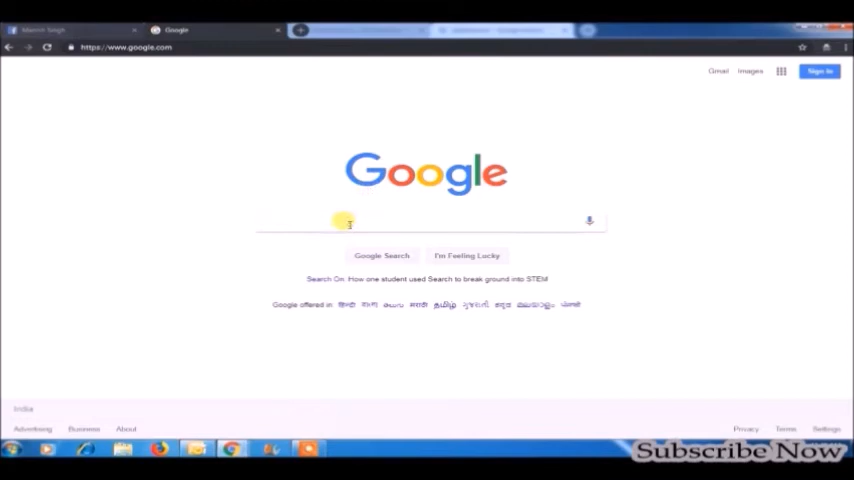 Google
https://www.google.com
Gmail Images Sign in
Google
Google Search I'm Feeling Lucky
Search On: How one student used Search to break ground into STEM
Google offered in: हिन्दी বাংলা తెలుగు मराठी தமிழ் ગુજરાતી ಕನ್ನಡ മലയാളം ਪੰਜਾਬੀ
India
Advertising Business About Privacy Terms Settings
Subscribe Now